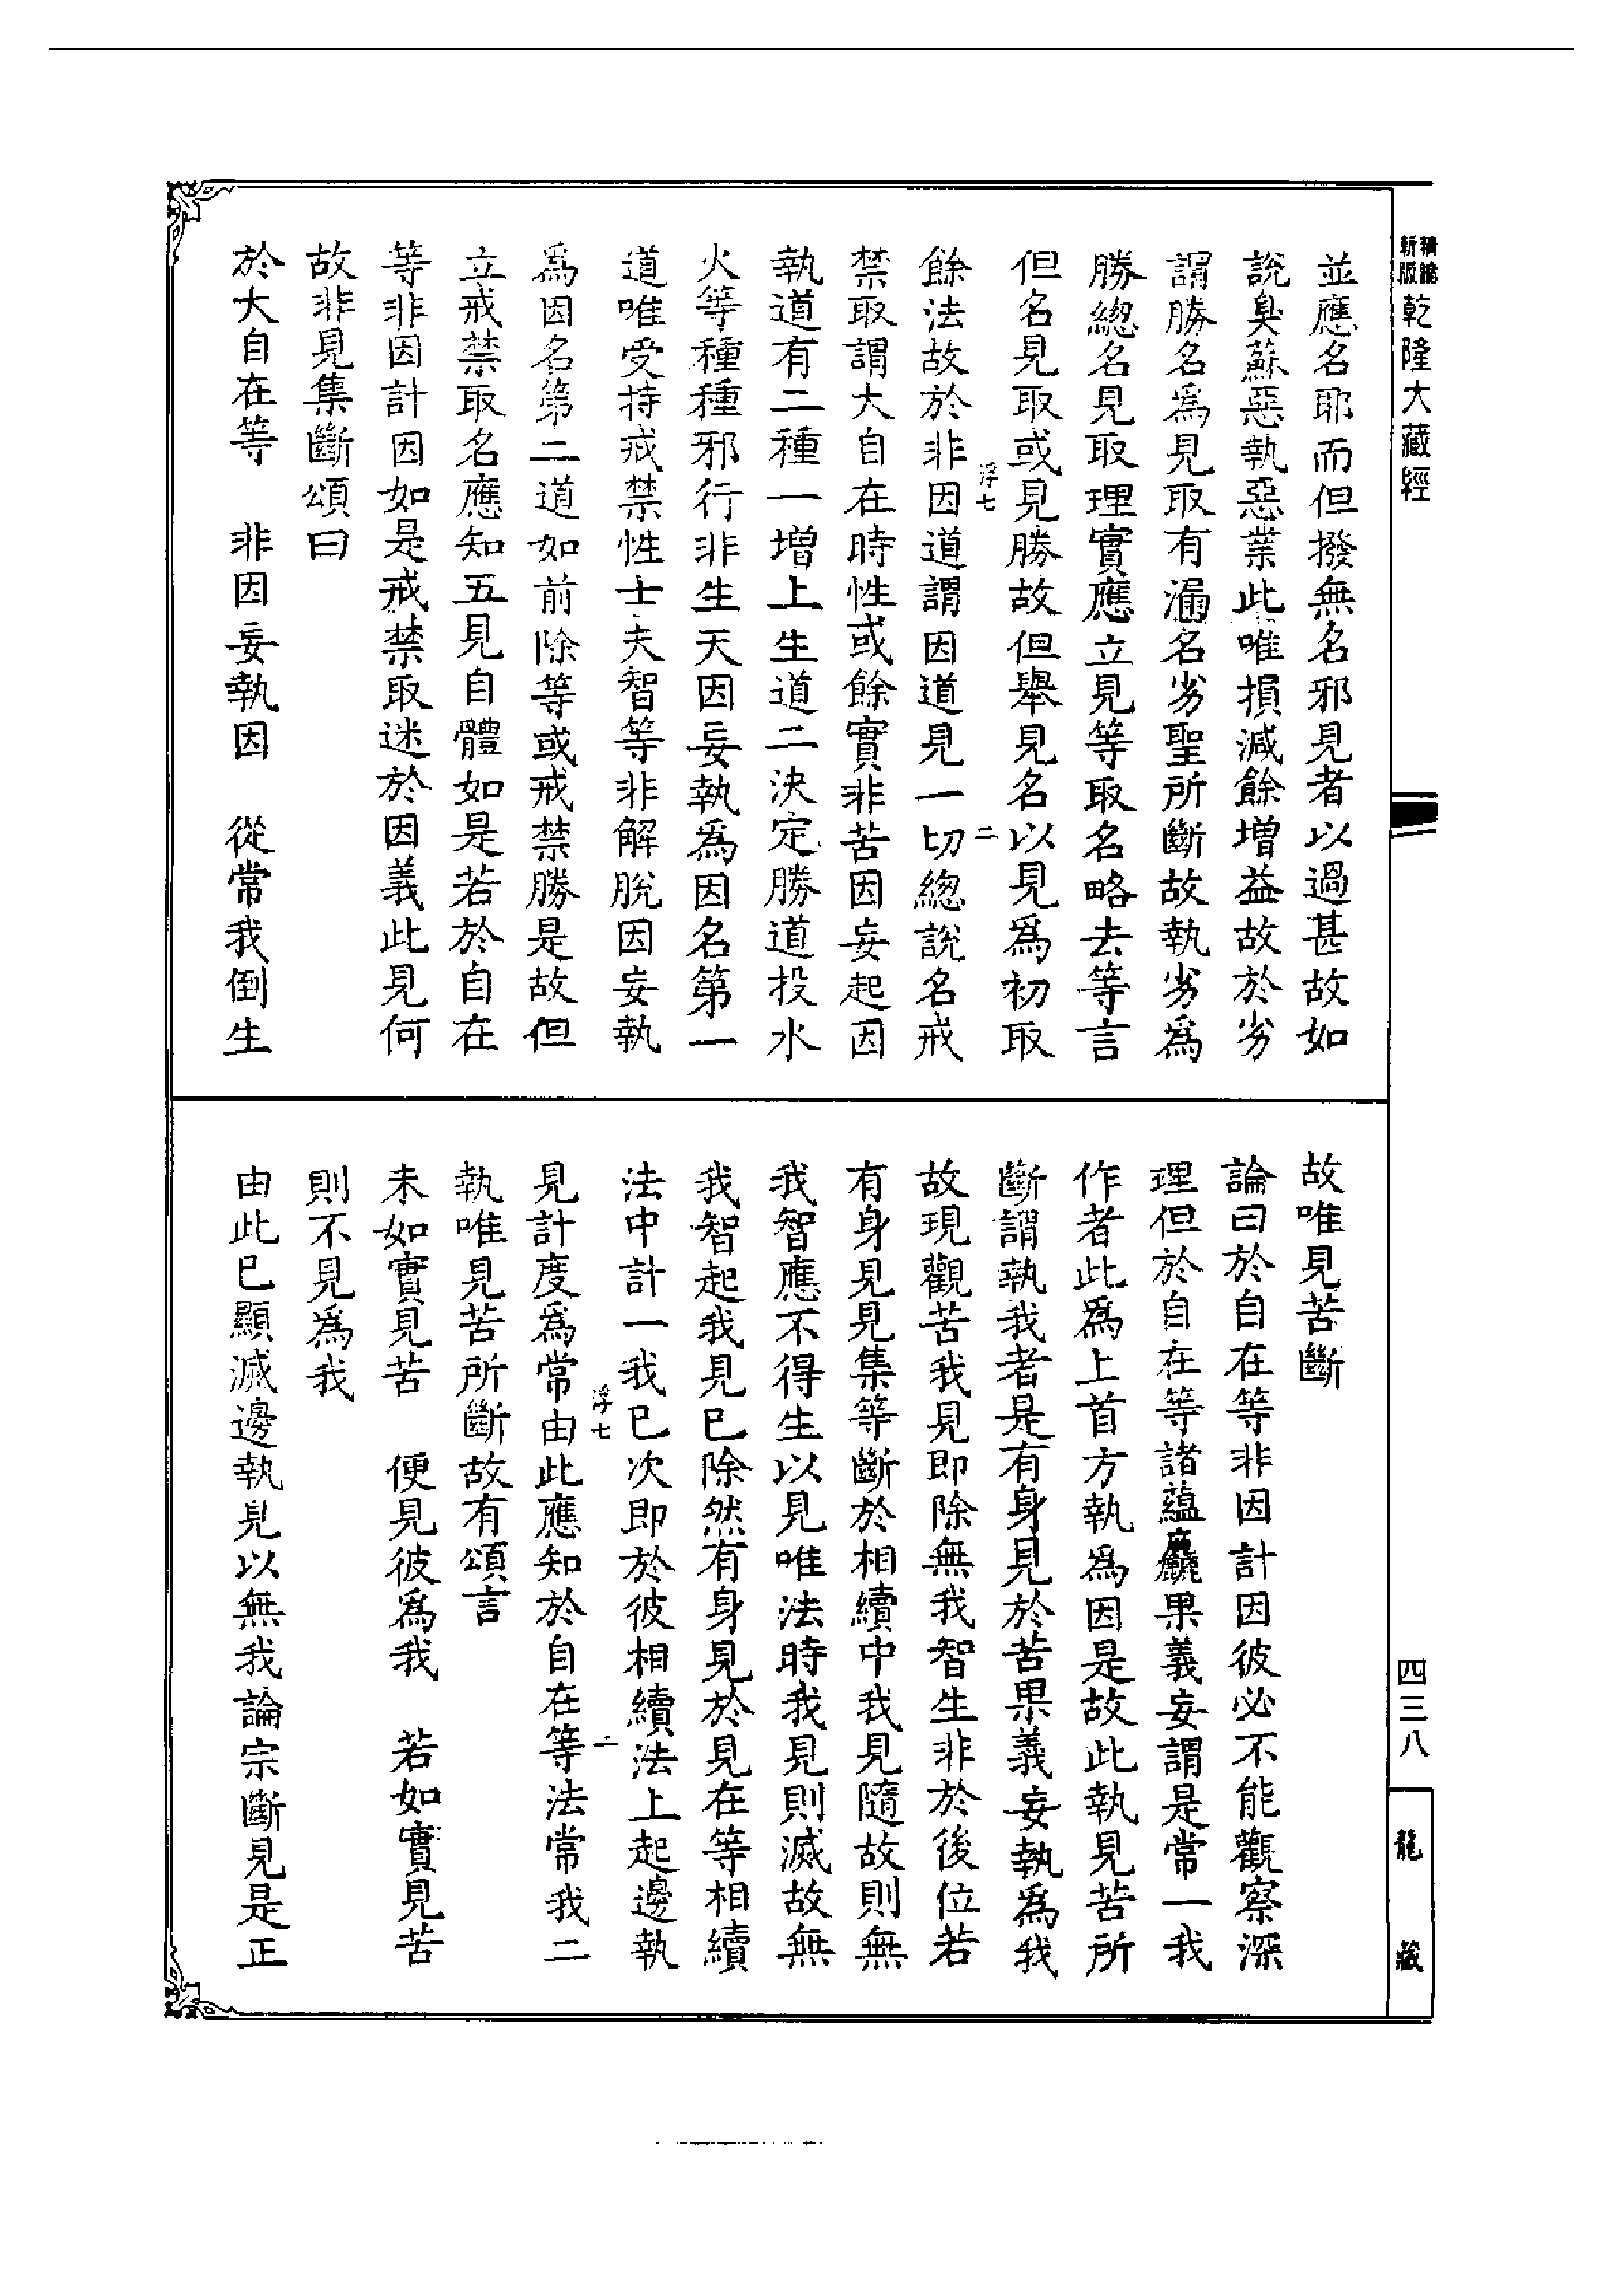 精繪
新版
乾隆大藏經
並應名耶而但撥無名邪見者以過甚故如
說臭蘇惡執惡業此唯損減餘增益故於劣
謂勝名爲見取有漏名劣聖所斷故執劣爲
勝總名見取理實應立見等取名略去等言
但名見取或見勝故但舉見名以見爲初取
浮七
二
餘法故於非因道謂因道見一切總說名戒
禁取謂大自在時性或餘實非苦因妄起因
執道有二種一增上生道二決定勝道投水
火等種種邪行非生天因妄執爲因名第一
道唯受持戒禁性士夫智等非解脫因妄執
爲因名第二道如前除等或戒禁勝是故但
立戒禁取名應知五見自體如是若於自在
等非因計因如是戒禁取迷於因義此見何
故非見集斷頌曰
於大自在等　非因妄執因　從常我倒生
故唯見苦斷
論曰於自在等非因計因彼必不能觀察深
理但於自在等諸蘊麤果義妄謂是常一我
作者此爲上首方執爲因是故此執見苦所
斷謂執我者是有身見於苦果義妄執爲我
故現觀苦我見即除無我智生非於後位若
有身見見集等斷於相續中我見隨故則無
我智應不得生以見唯法時我見則滅故無
我智起我見已除然有身見於見在等相續
法中計一我已次即於彼相續法上起邊執
浮七
二
見計度爲常由此應知於自在等法常我二
執唯見苦所斷故有頌言
未如實見苦　便見彼爲我　若如實見苦
則不見爲我
由此已顯滅邊執見以無我論宗斷見是正
四三八
龍藏